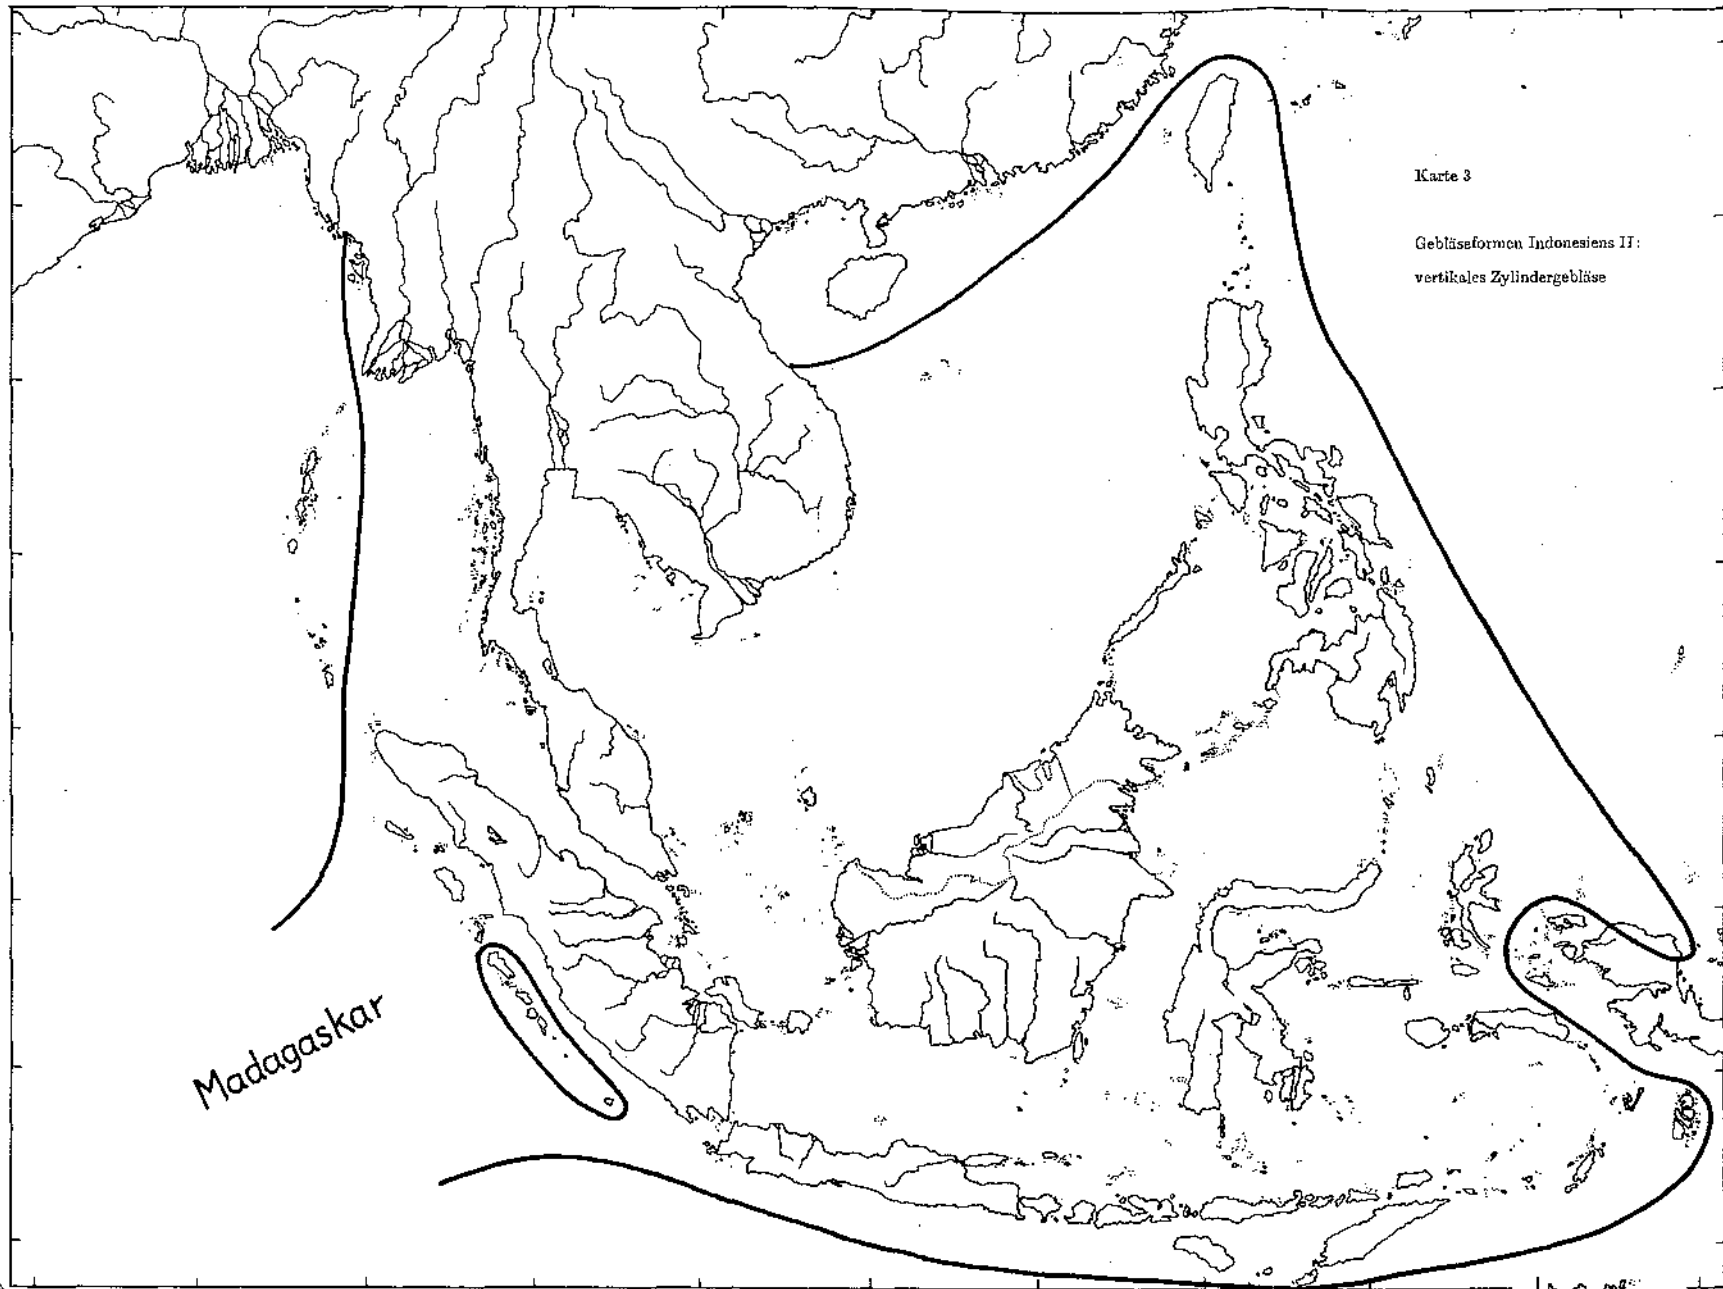 Karte 3
Gebläseformen Indonesiens II:
vertikales Zylindergebläse
Madagaskar